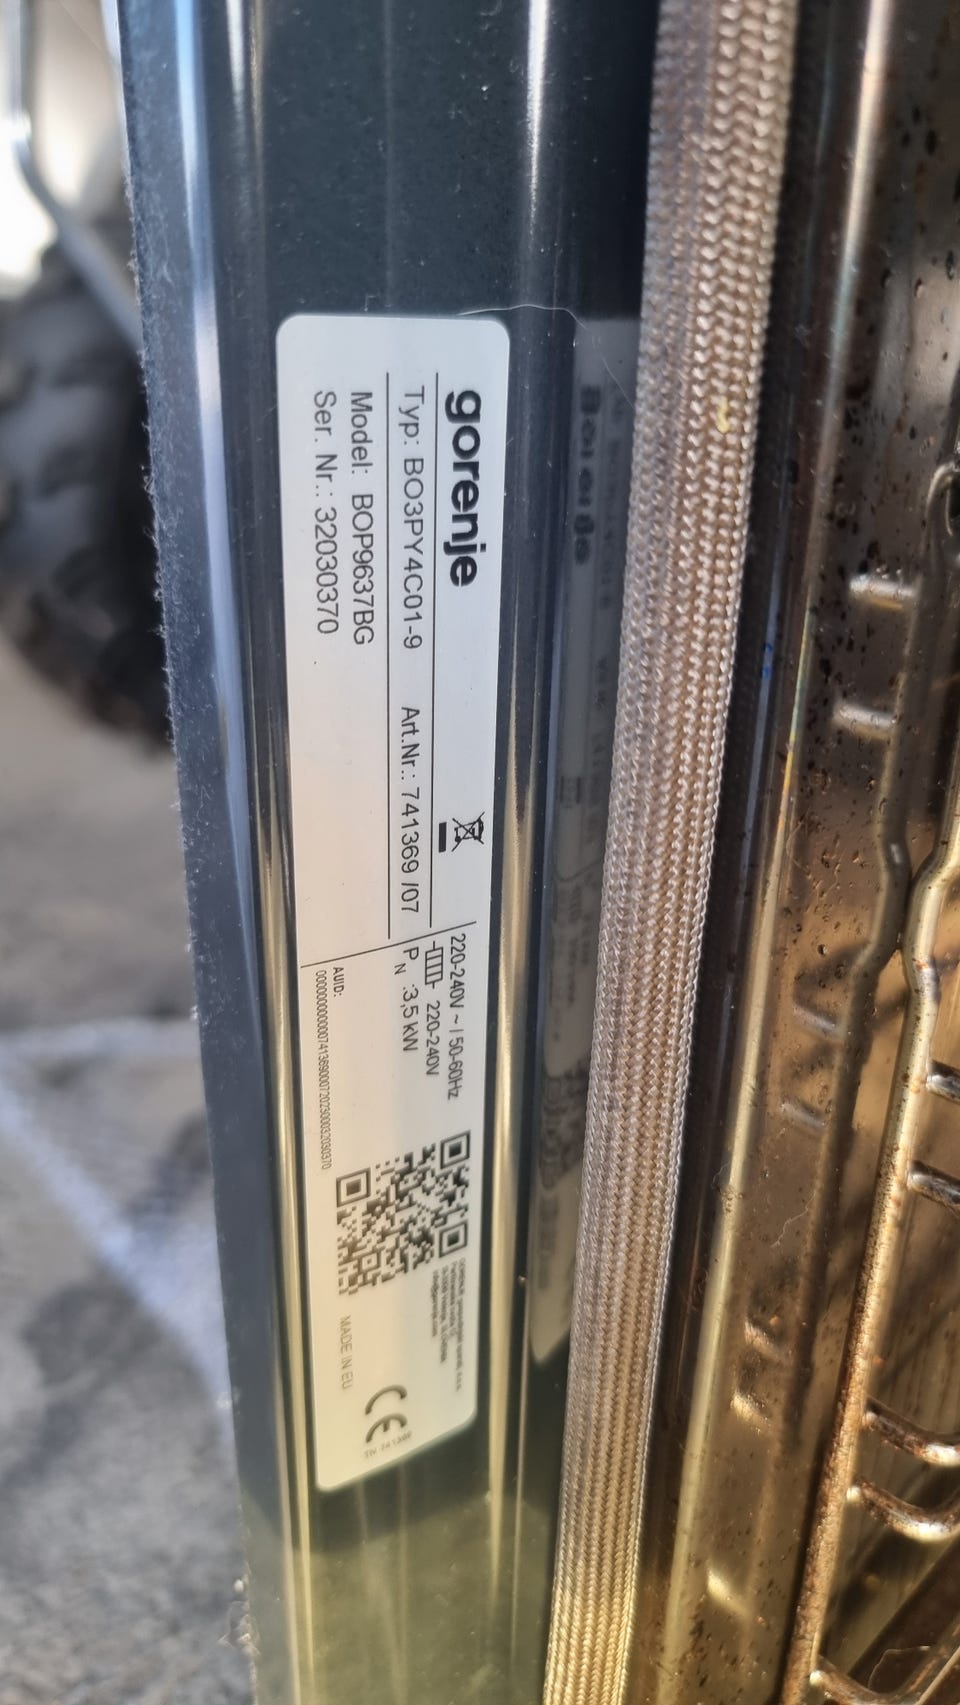 gorenje
Typ: BO3PY4C01-9 Art.Nr.: 741369 /07
Model: BOP9637BG
Ser. Nr.: 32030370
220-240V ~ / 50-60Hz
220-240V
P N :3,5 kW
AUID:
MADE IN EU
CE